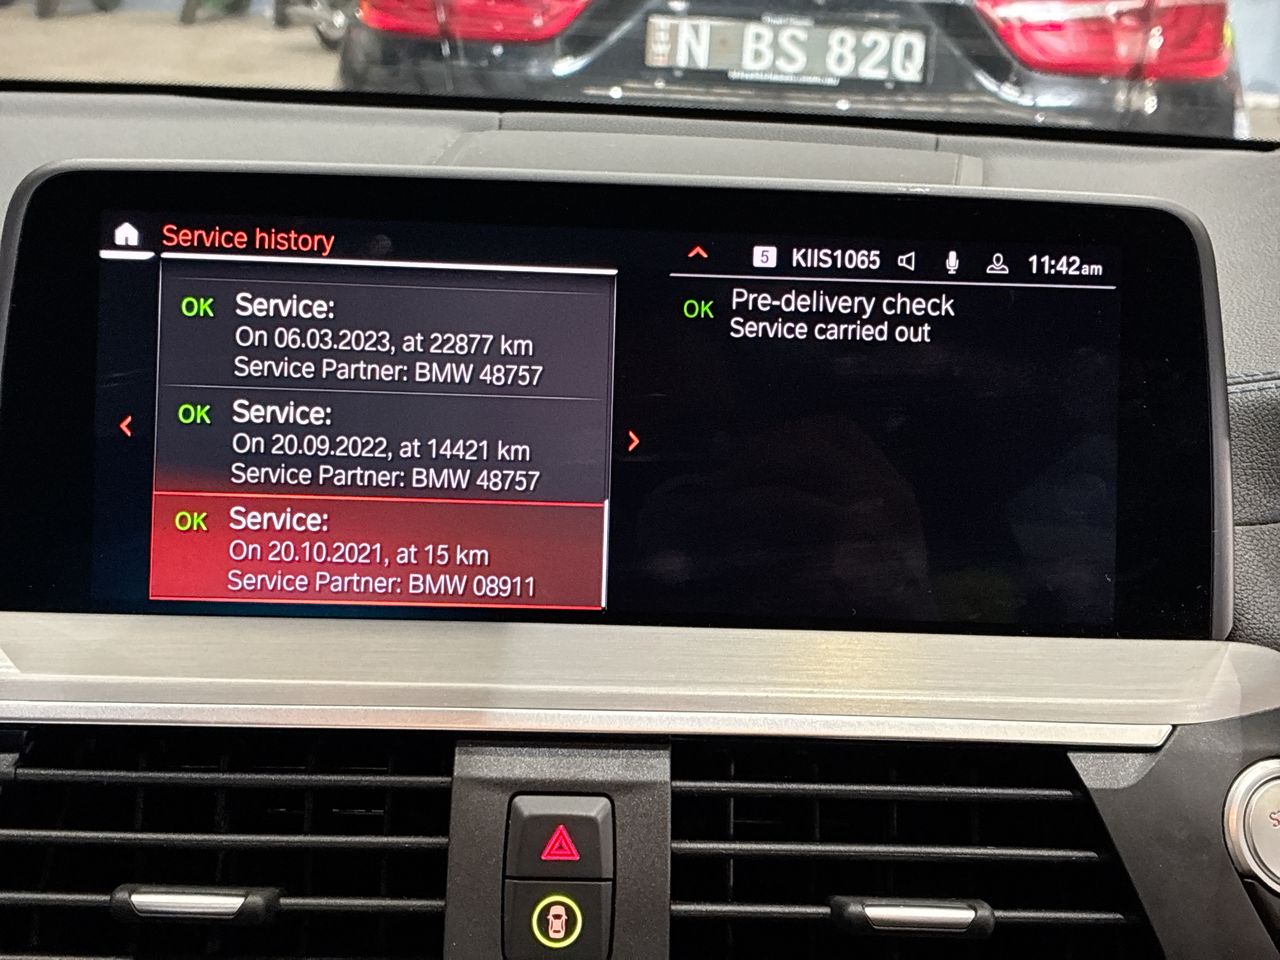 N BS 82Q
Service history
5 KIIS1065 11:42am
OK Service:
On 06.03.2023, at 22877 km
Service Partner: BMW 48757
OK Service:
On 20.09.2022, at 14421 km
Service Partner: BMW 48757
OK Service:
On 20.10.2021, at 15 km
Service Partner: BMW 08911
OK Pre-delivery check
Service carried out